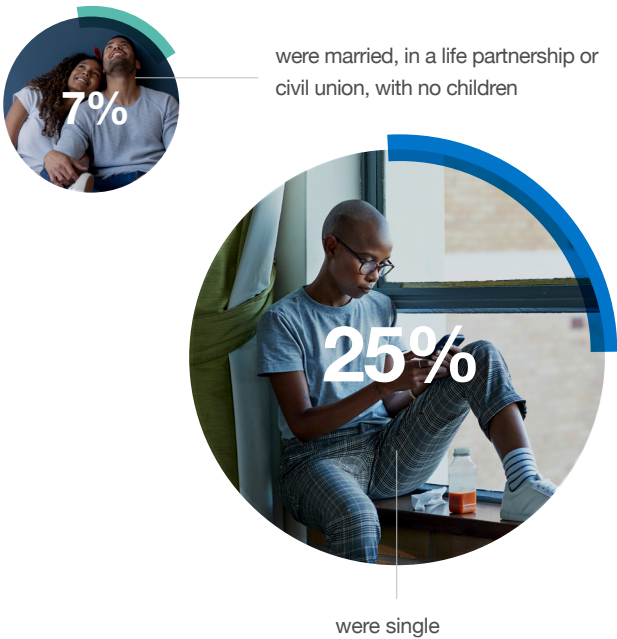 7%
were married, in a life partnership or
civil union, with no children
25%
were single